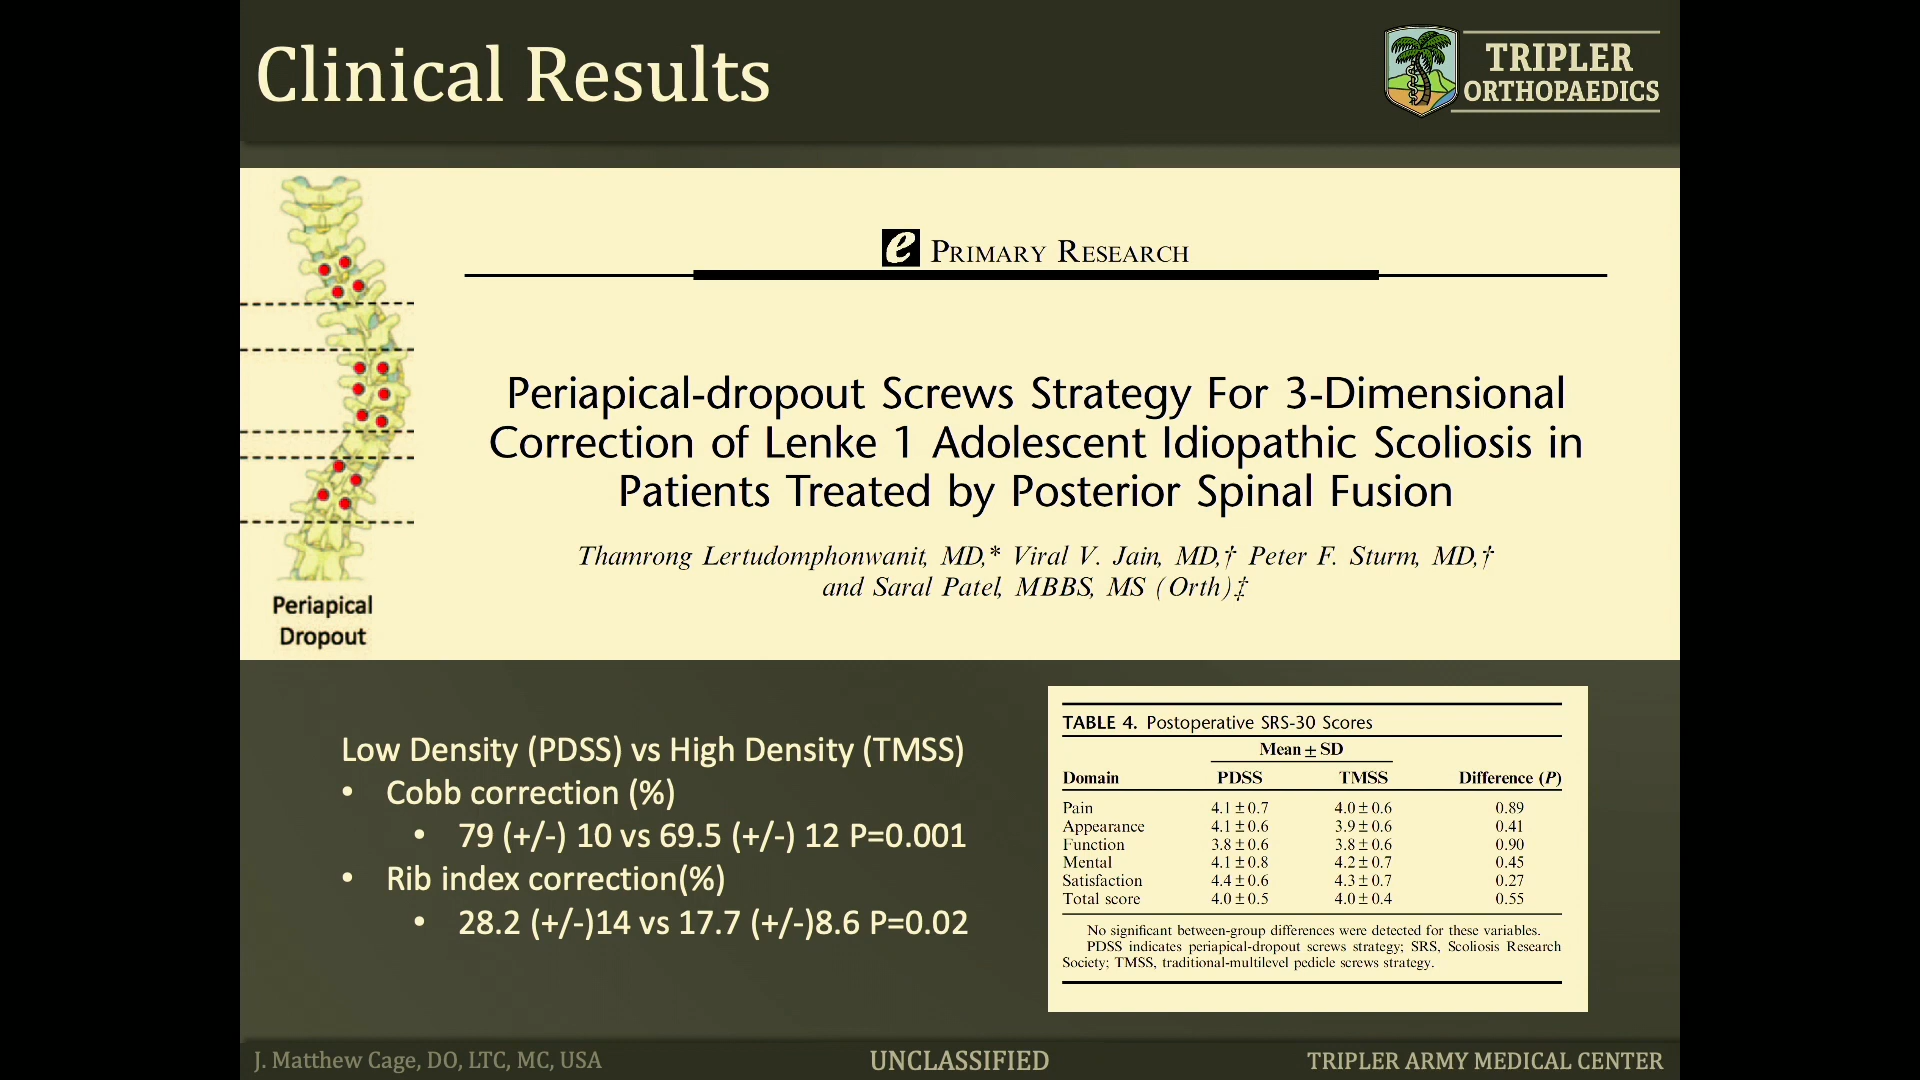 Clinical Results
TRIPLER
ORTHOPAEDICS
e PRIMARY RESEARCH
Periapical-dropout Screws Strategy For 3-Dimensional
Correction of Lenke 1 Adolescent Idiopathic Scoliosis in
Patients Treated by Posterior Spinal Fusion
Thamrong Lertudomphonwanit, MD,* Viral V. Jain, MD,† Peter F. Sturm, MD,†
and Saral Patel, MBBS, MS (Orth)‡
Periapical
Dropout
Low Density (PDSS) vs High Density (TMSS)
• Cobb correction (%)
• 79 (+/-) 10 vs 69.5 (+/-) 12 P=0.001
• Rib index correction(%)
• 28.2 (+/-)14 vs 17.7 (+/-)8.6 P=0.02
TABLE 4. Postoperative SRS-30 Scores
Mean ± SD
Domain PDSS TMSS Difference (P)
Pain 4.1 ± 0.7 4.0 ± 0.6 0.89
Appearance 4.1 ± 0.6 3.9 ± 0.6 0.41
Function 3.8 ± 0.6 3.8 ± 0.6 0.90
Mental 4.1 ± 0.8 4.2 ± 0.7 0.45
Satisfaction 4.4 ± 0.6 4.3 ± 0.7 0.27
Total score 4.0 ± 0.5 4.0 ± 0.4 0.55
No significant between-group differences were detected for these variables.
PDSS indicates periapical-dropout screws strategy; SRS, Scoliosis Research
Society; TMSS, traditional-multilevel pedicle screws strategy.
J. Matthew Cage, DO, LTC, MC, USA
UNCLASSIFIED
TRIPLER ARMY MEDICAL CENTER